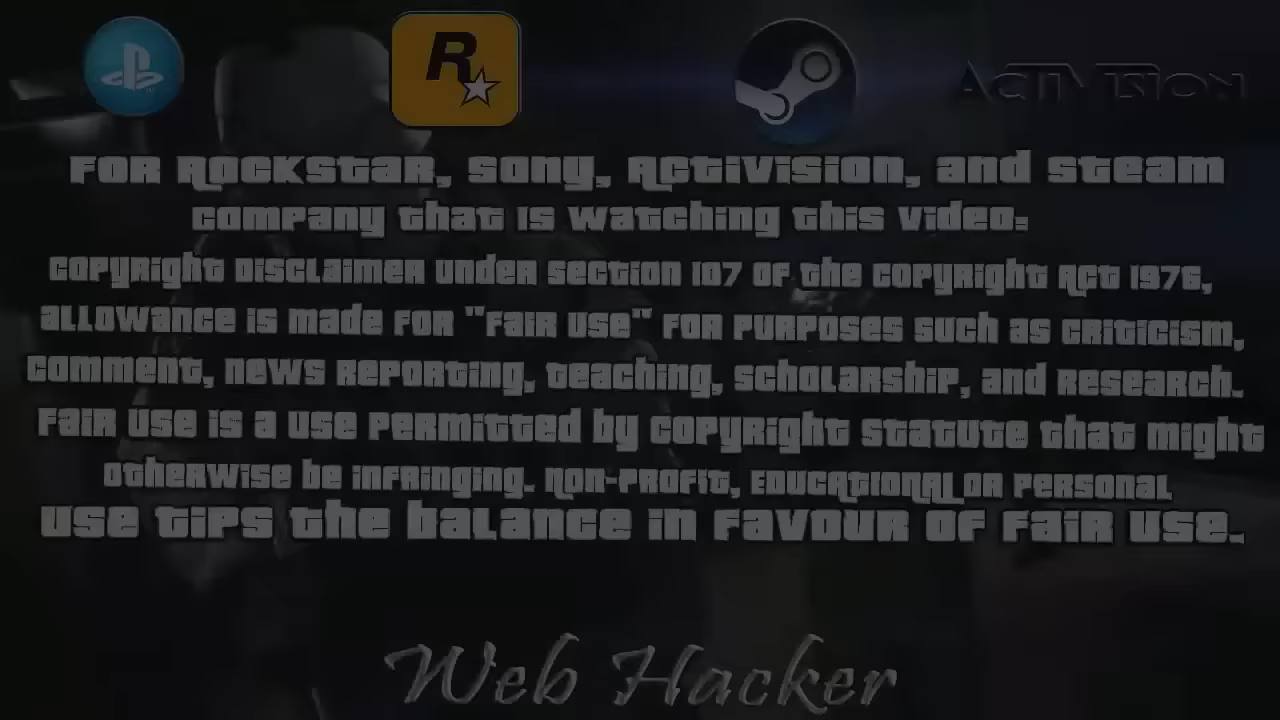 ACTIVISION
FOR ROCKSTAR, SONY, ACTIVISION, AND STEAM
COMPANY THAT IS WATCHING THIS VIDEO:
COPYRIGHT DISCLAIMER UNDER SECTION 107 OF THE COPYRIGHT ACT 1976,
ALLOWANCE IS MADE FOR "FAIR USE" FOR PURPOSES SUCH AS CRITICISM,
COMMENT, NEWS REPORTING, TEACHING, SCHOLARSHIP, AND RESEARCH.
FAIR USE IS A USE PERMITTED BY COPYRIGHT STATUTE THAT MIGHT
OTHERWISE BE INFRINGING. NON-PROFIT, EDUCATIONAL OR PERSONAL
USE TIPS THE BALANCE IN FAVOUR OF FAIR USE.
Web Hacker